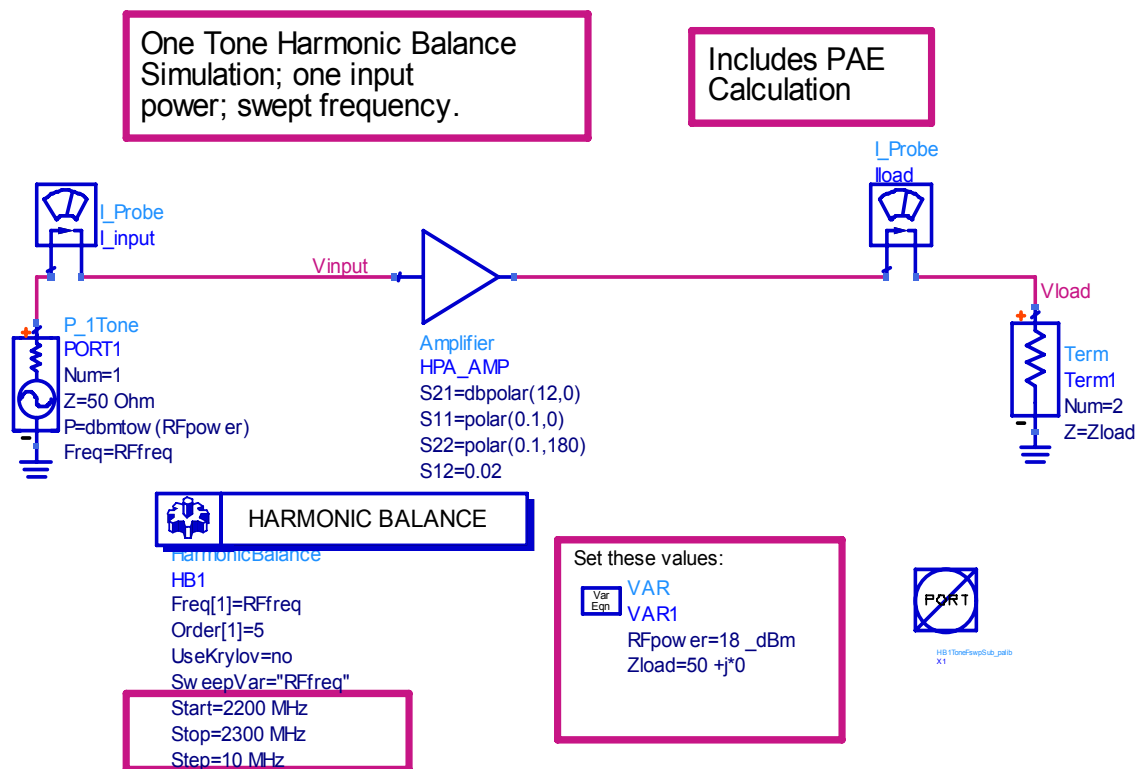 One Tone Harmonic Balance
Simulation; one input
power; swept frequency.
Includes PAE
Calculation
I_Probe
I_input
I_Probe
Iload
Vinput
Vload
P_1Tone
PORT1
Num=1
Z=50 Ohm
P=dbmtow(RFpower)
Freq=RFfreq
Amplifier
HPA_AMP
S21=dbpolar(12,0)
S11=polar(0.1,0)
S22=polar(0.1,180)
S12=0.02
Term
Term1
Num=2
Z=Zload
HARMONIC BALANCE
HarmonicBalance
HB1
Freq[1]=RFfreq
Order[1]=5
UseKrylov=no
SweepVar="RFfreq"
Start=2200 MHz
Stop=2300 MHz
Step=10 MHz
Set these values:
Var
Eqn
VAR
VAR1
RFpower=18 _dBm
Zload=50 +j*0
PORT
HB1ToneFswpSub_palib
X1